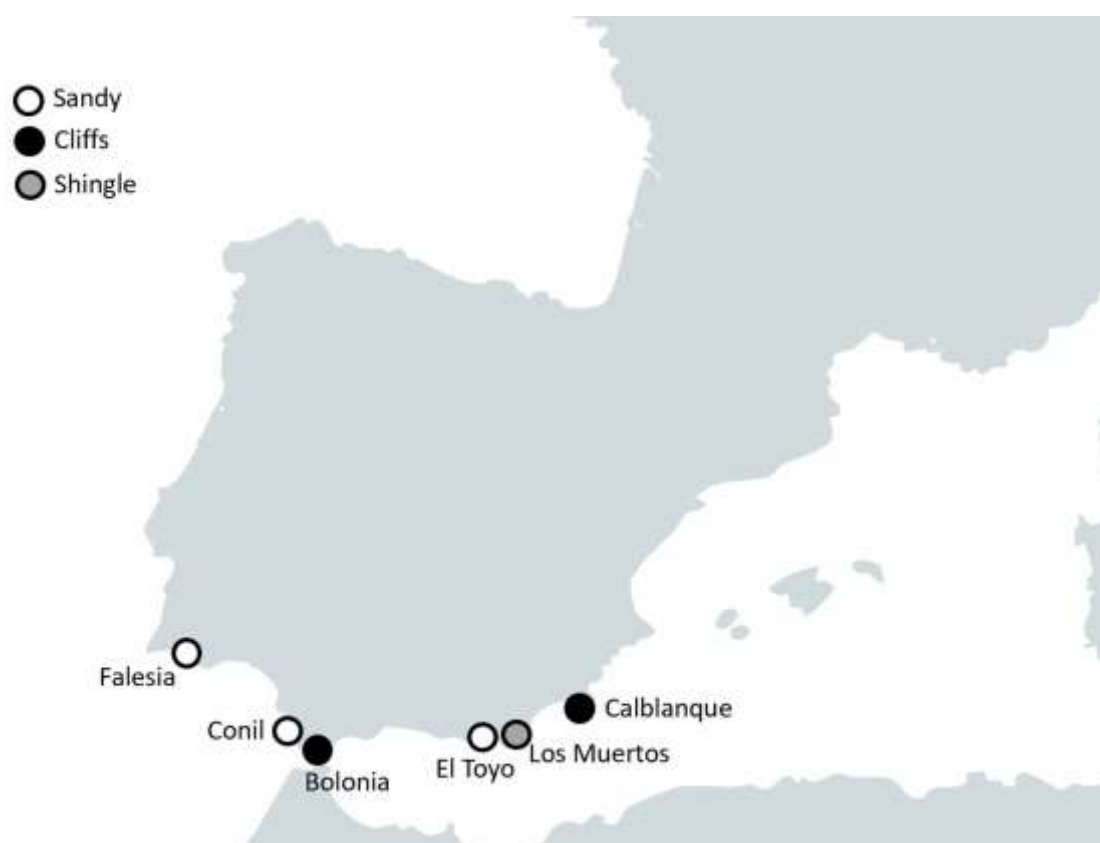 Sandy
Cliffs
Shingle
Falesia
Conil
Bolonia
El Toyo
Los Muertos
Calblanque